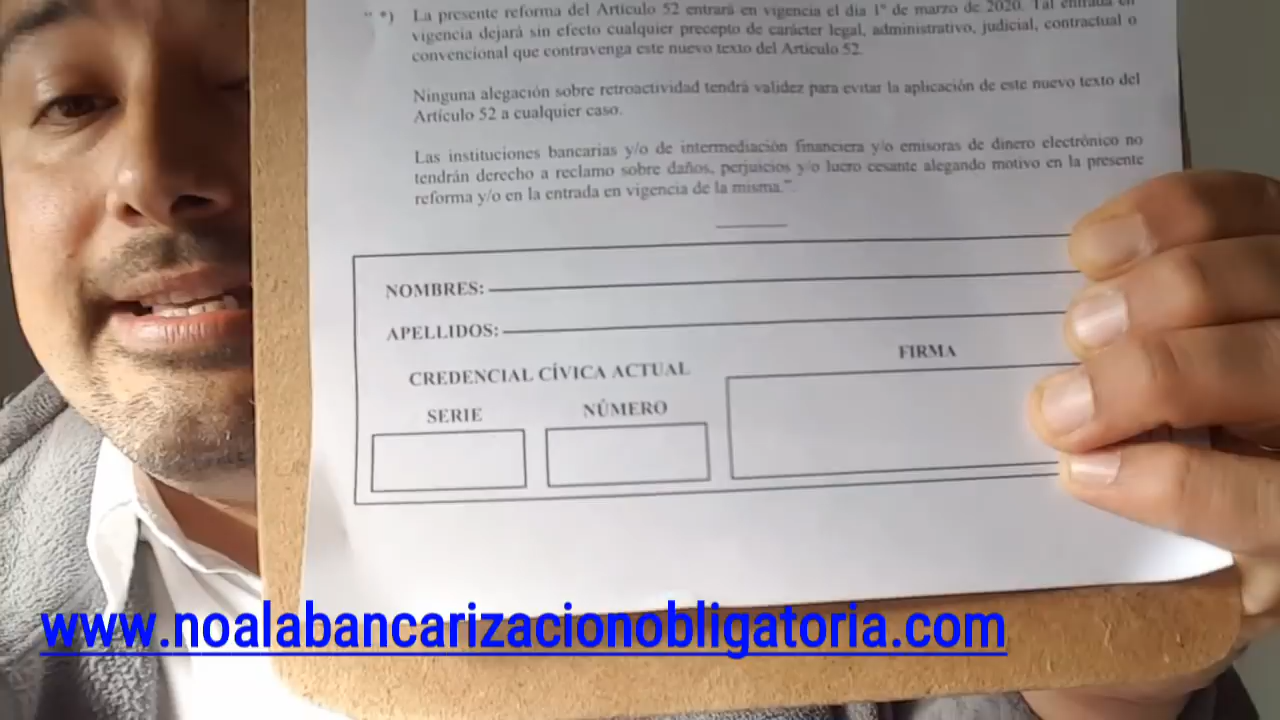 “ *) La presente reforma del Artículo 52 entrará en vigencia el día 1º de marzo de 2020. Tal entrada en
vigencia dejará sin efecto cualquier precepto de carácter legal, administrativo, judicial, contractual o
convencional que contravenga este nuevo texto del Artículo 52.
Ninguna alegación sobre retroactividad tendrá validez para evitar la aplicación de este nuevo texto del
Artículo 52 a cualquier caso.
Las instituciones bancarias y/o de intermediación financiera y/o emisoras de dinero electrónico no
tendrán derecho a reclamo sobre daños, perjuicios y/o lucro cesante alegando motivo en la presente
reforma y/o en la entrada en vigencia de la misma.”
NOMBRES:
APELLIDOS:
CREDENCIAL CÍVICA ACTUAL
FIRMA
SERIE
NÚMERO
www.noalabancarizacionobligatoria.com